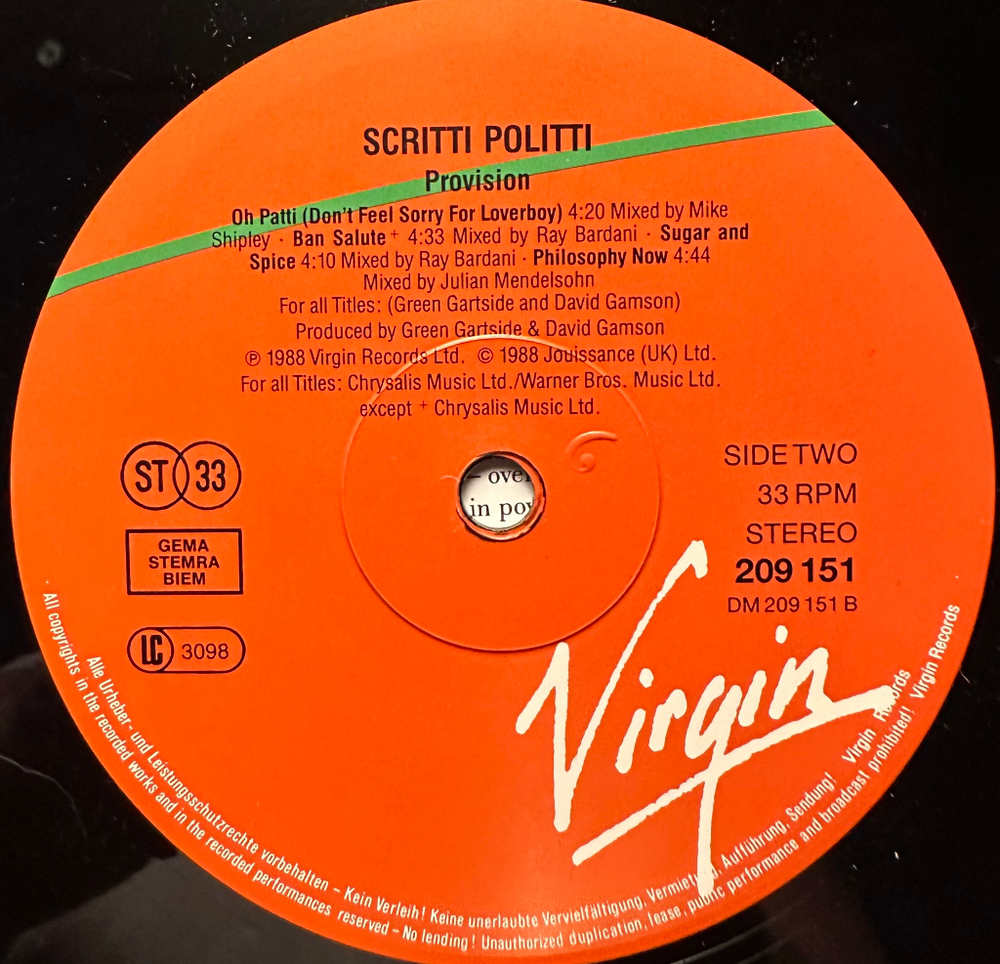 SCRITTI POLITTI
Provision
Oh Patti (Don't Feel Sorry For Loverboy) 4:20 Mixed by Mike
Shipley · Ban Salute + 4:33 Mixed by Ray Bardani · Sugar and
Spice 4:10 Mixed by Ray Bardani · Philosophy Now 4:44
Mixed by Julian Mendelsohn
For all Titles: (Green Gartside and David Gamson)
Produced by Green Gartside & David Gamson
℗ 1988 Virgin Records Ltd. © 1988 Jouissance (UK) Ltd.
For all Titles: Chrysalis Music Ltd./Warner Bros. Music Ltd.
except + Chrysalis Music Ltd.
ST 33
GEMA
STEMRA
BIEM
LC 3098
– over
in pow
SIDE TWO
33 RPM
STEREO
209 151
DM 209 151 B
Virgin
Alle Urheber- und Leistungsschutzrechte vorbehalten – Kein Verleih! Keine unerlaubte Vervielfältigung, Vermietung, Aufführung, Sendung! Virgin Records
All copyrights in the recorded works and in the recorded performances reserved – No lending! Unauthorized duplication, lease, public performance and broadcast prohibited! Virgin Records